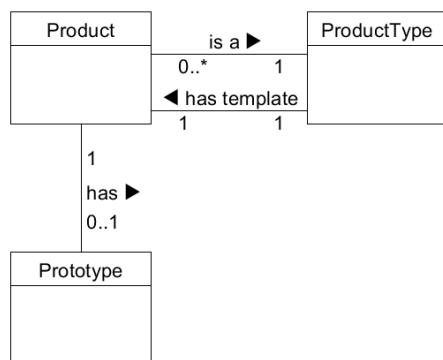 Product
ProductType
is a ▶
0..* 1
◀ has template
1 1
1
has ▶
0..1
Prototype